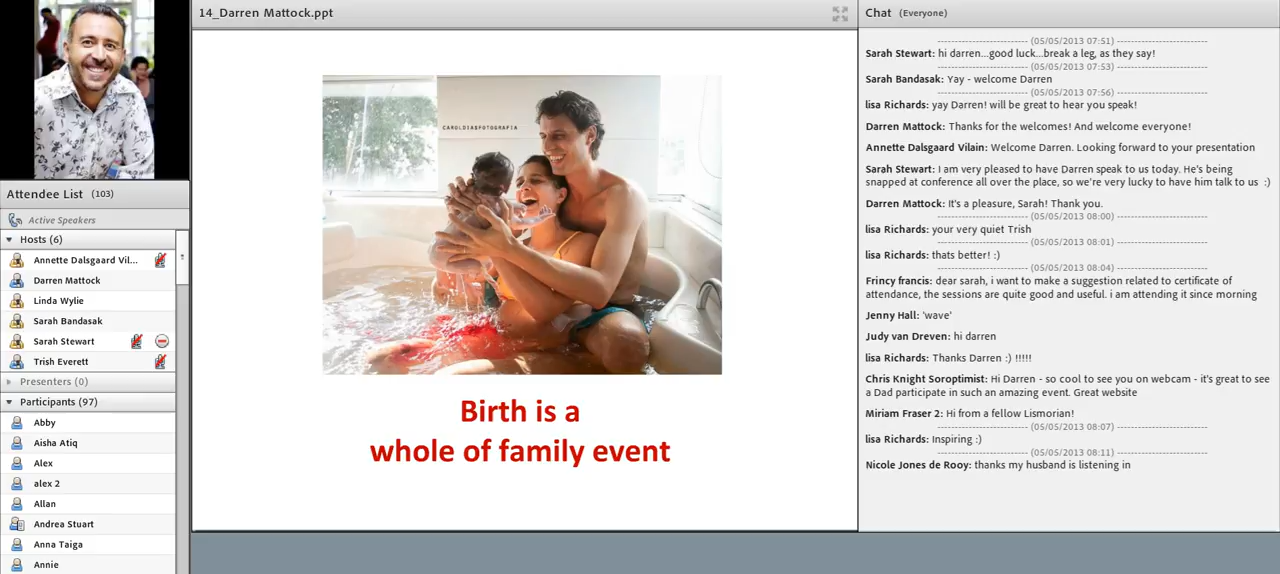 14_Darren Mattock.ppt
Chat (Everyone)
Attendee List (103)
Active Speakers
Hosts (6)
Annette Dalsgaard Vil...
Darren Mattock
Linda Wylie
Sarah Bandasak
Sarah Stewart
Trish Everett
Presenters (0)
Participants (97)
Abby
Aisha Atiq
Alex
alex 2
Allan
Andrea Stuart
Anna Taiga
Annie
CAROLDIASFOTOGRAFIA
Birth is a
whole of family event
------------------------ (05/05/2013 07:51) ------------------------
Sarah Stewart: hi darren...good luck...break a leg, as they say!
------------------------ (05/05/2013 07:53) ------------------------
Sarah Bandasak: Yay - welcome Darren
------------------------ (05/05/2013 07:56) ------------------------
lisa Richards: yay Darren! will be great to hear you speak!
Darren Mattock: Thanks for the welcomes! And welcome everyone!
Annette Dalsgaard Vilain: Welcome Darren. Looking forward to your presentation
Sarah Stewart: I am very pleased to have Darren speak to us today. He's being
snapped at conference all over the place, so we're very lucky to have him talk to us :)
Darren Mattock: It's a pleasure, Sarah! Thank you.
------------------------ (05/05/2013 08:00) ------------------------
lisa Richards: your very quiet Trish
------------------------ (05/05/2013 08:01) ------------------------
lisa Richards: thats better! :)
------------------------ (05/05/2013 08:04) ------------------------
Frincy francis: dear sarah, i want to make a suggestion related to certificate of
attendance, the sessions are quite good and useful. i am attending it since morning
Jenny Hall: 'wave'
Judy van Dreven: hi darren
lisa Richards: Thanks Darren :) !!!!!
Chris Knight Soroptimist: Hi Darren - so cool to see you on webcam - it's great to see
a Dad participate in such an amazing event. Great website
Miriam Fraser 2: Hi from a fellow Lismorian!
------------------------ (05/05/2013 08:07) ------------------------
lisa Richards: Inspiring :)
------------------------ (05/05/2013 08:11) ------------------------
Nicole Jones de Rooy: thanks my husband is listening in